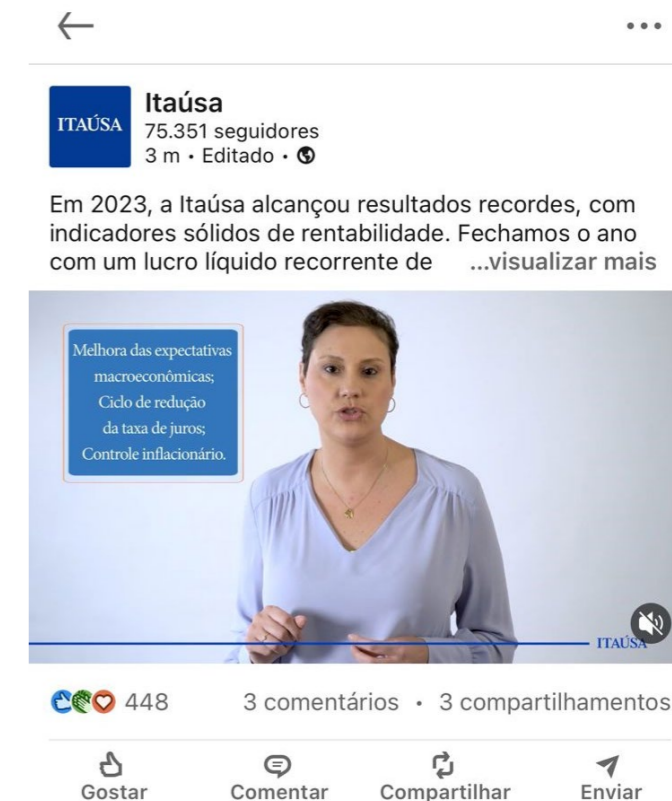 ITAÚSA
Itaúsa
75.351 seguidores
3 m • Editado •
Em 2023, a Itaúsa alcançou resultados recordes, com
indicadores sólidos de rentabilidade. Fechamos o ano
com um lucro líquido recorrente de ...visualizar mais
Melhora das expectativas
macroeconômicas;
Ciclo de redução
da taxa de juros;
Controle inflacionário.
ITAÚSA
448 3 comentários • 3 compartilhamentos
Gostar Comentar Compartilhar Enviar